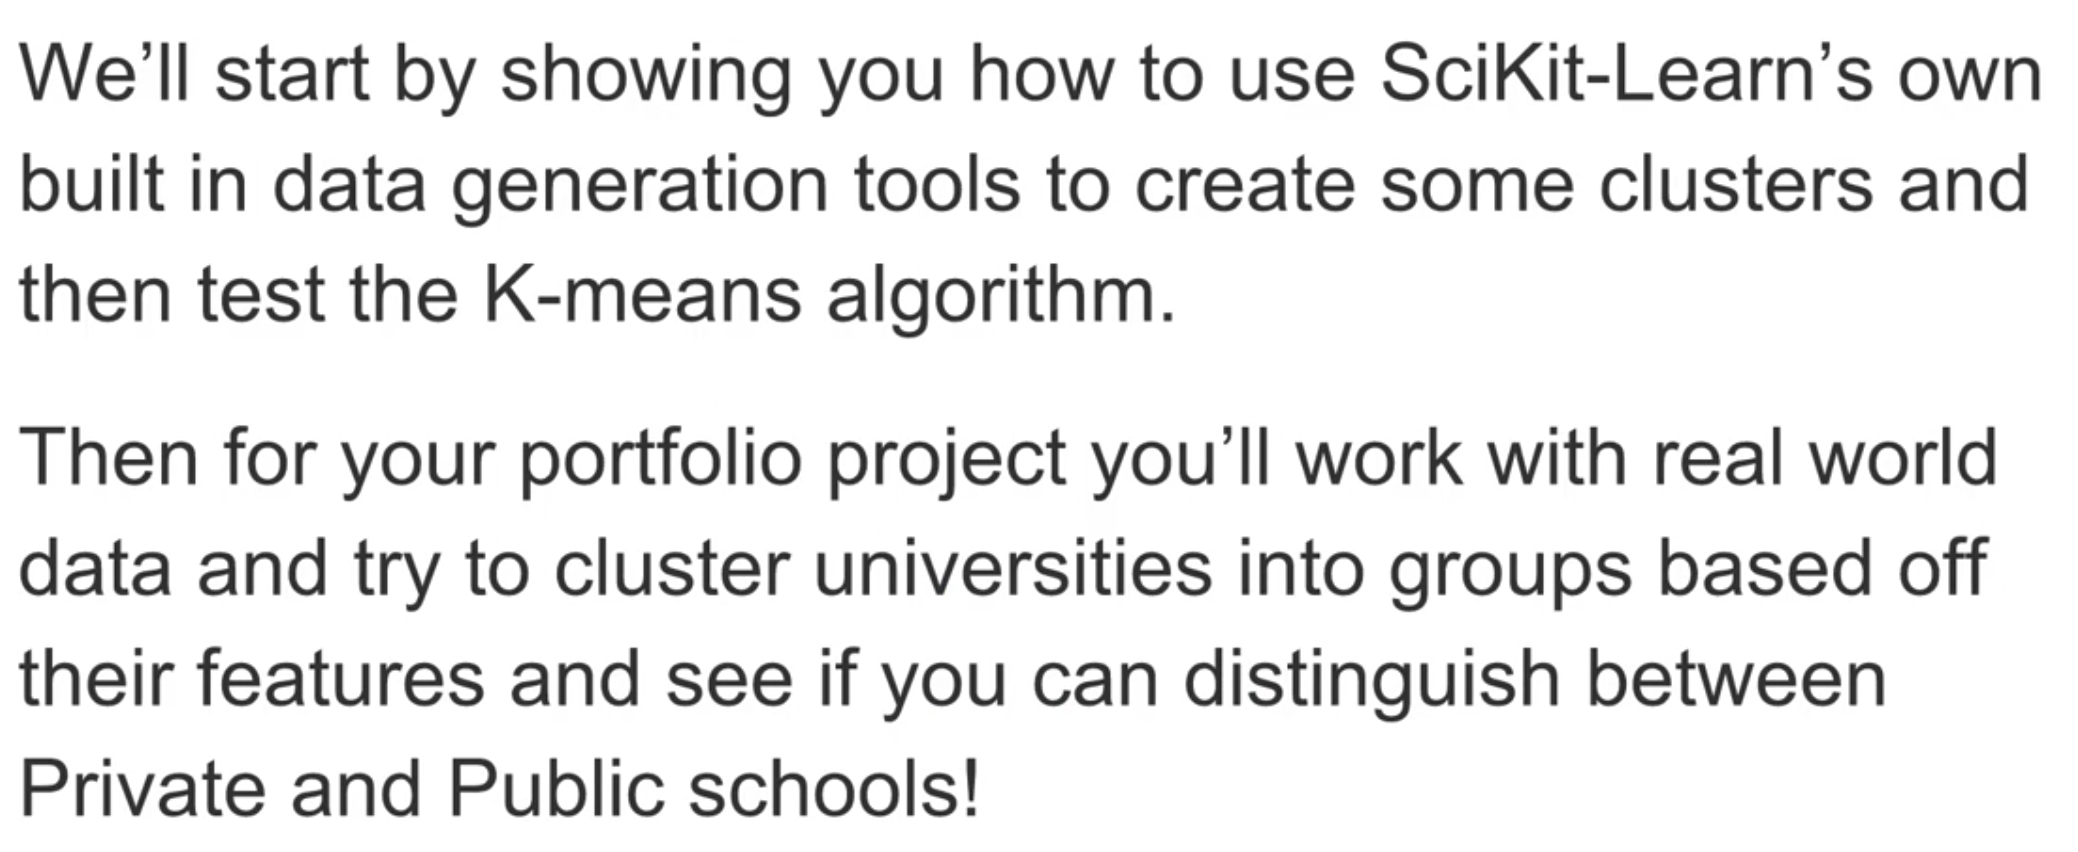 We’ll start by showing you how to use SciKit-Learn’s own
built in data generation tools to create some clusters and
then test the K-means algorithm.
Then for your portfolio project you’ll work with real world
data and try to cluster universities into groups based off
their features and see if you can distinguish between
Private and Public schools!